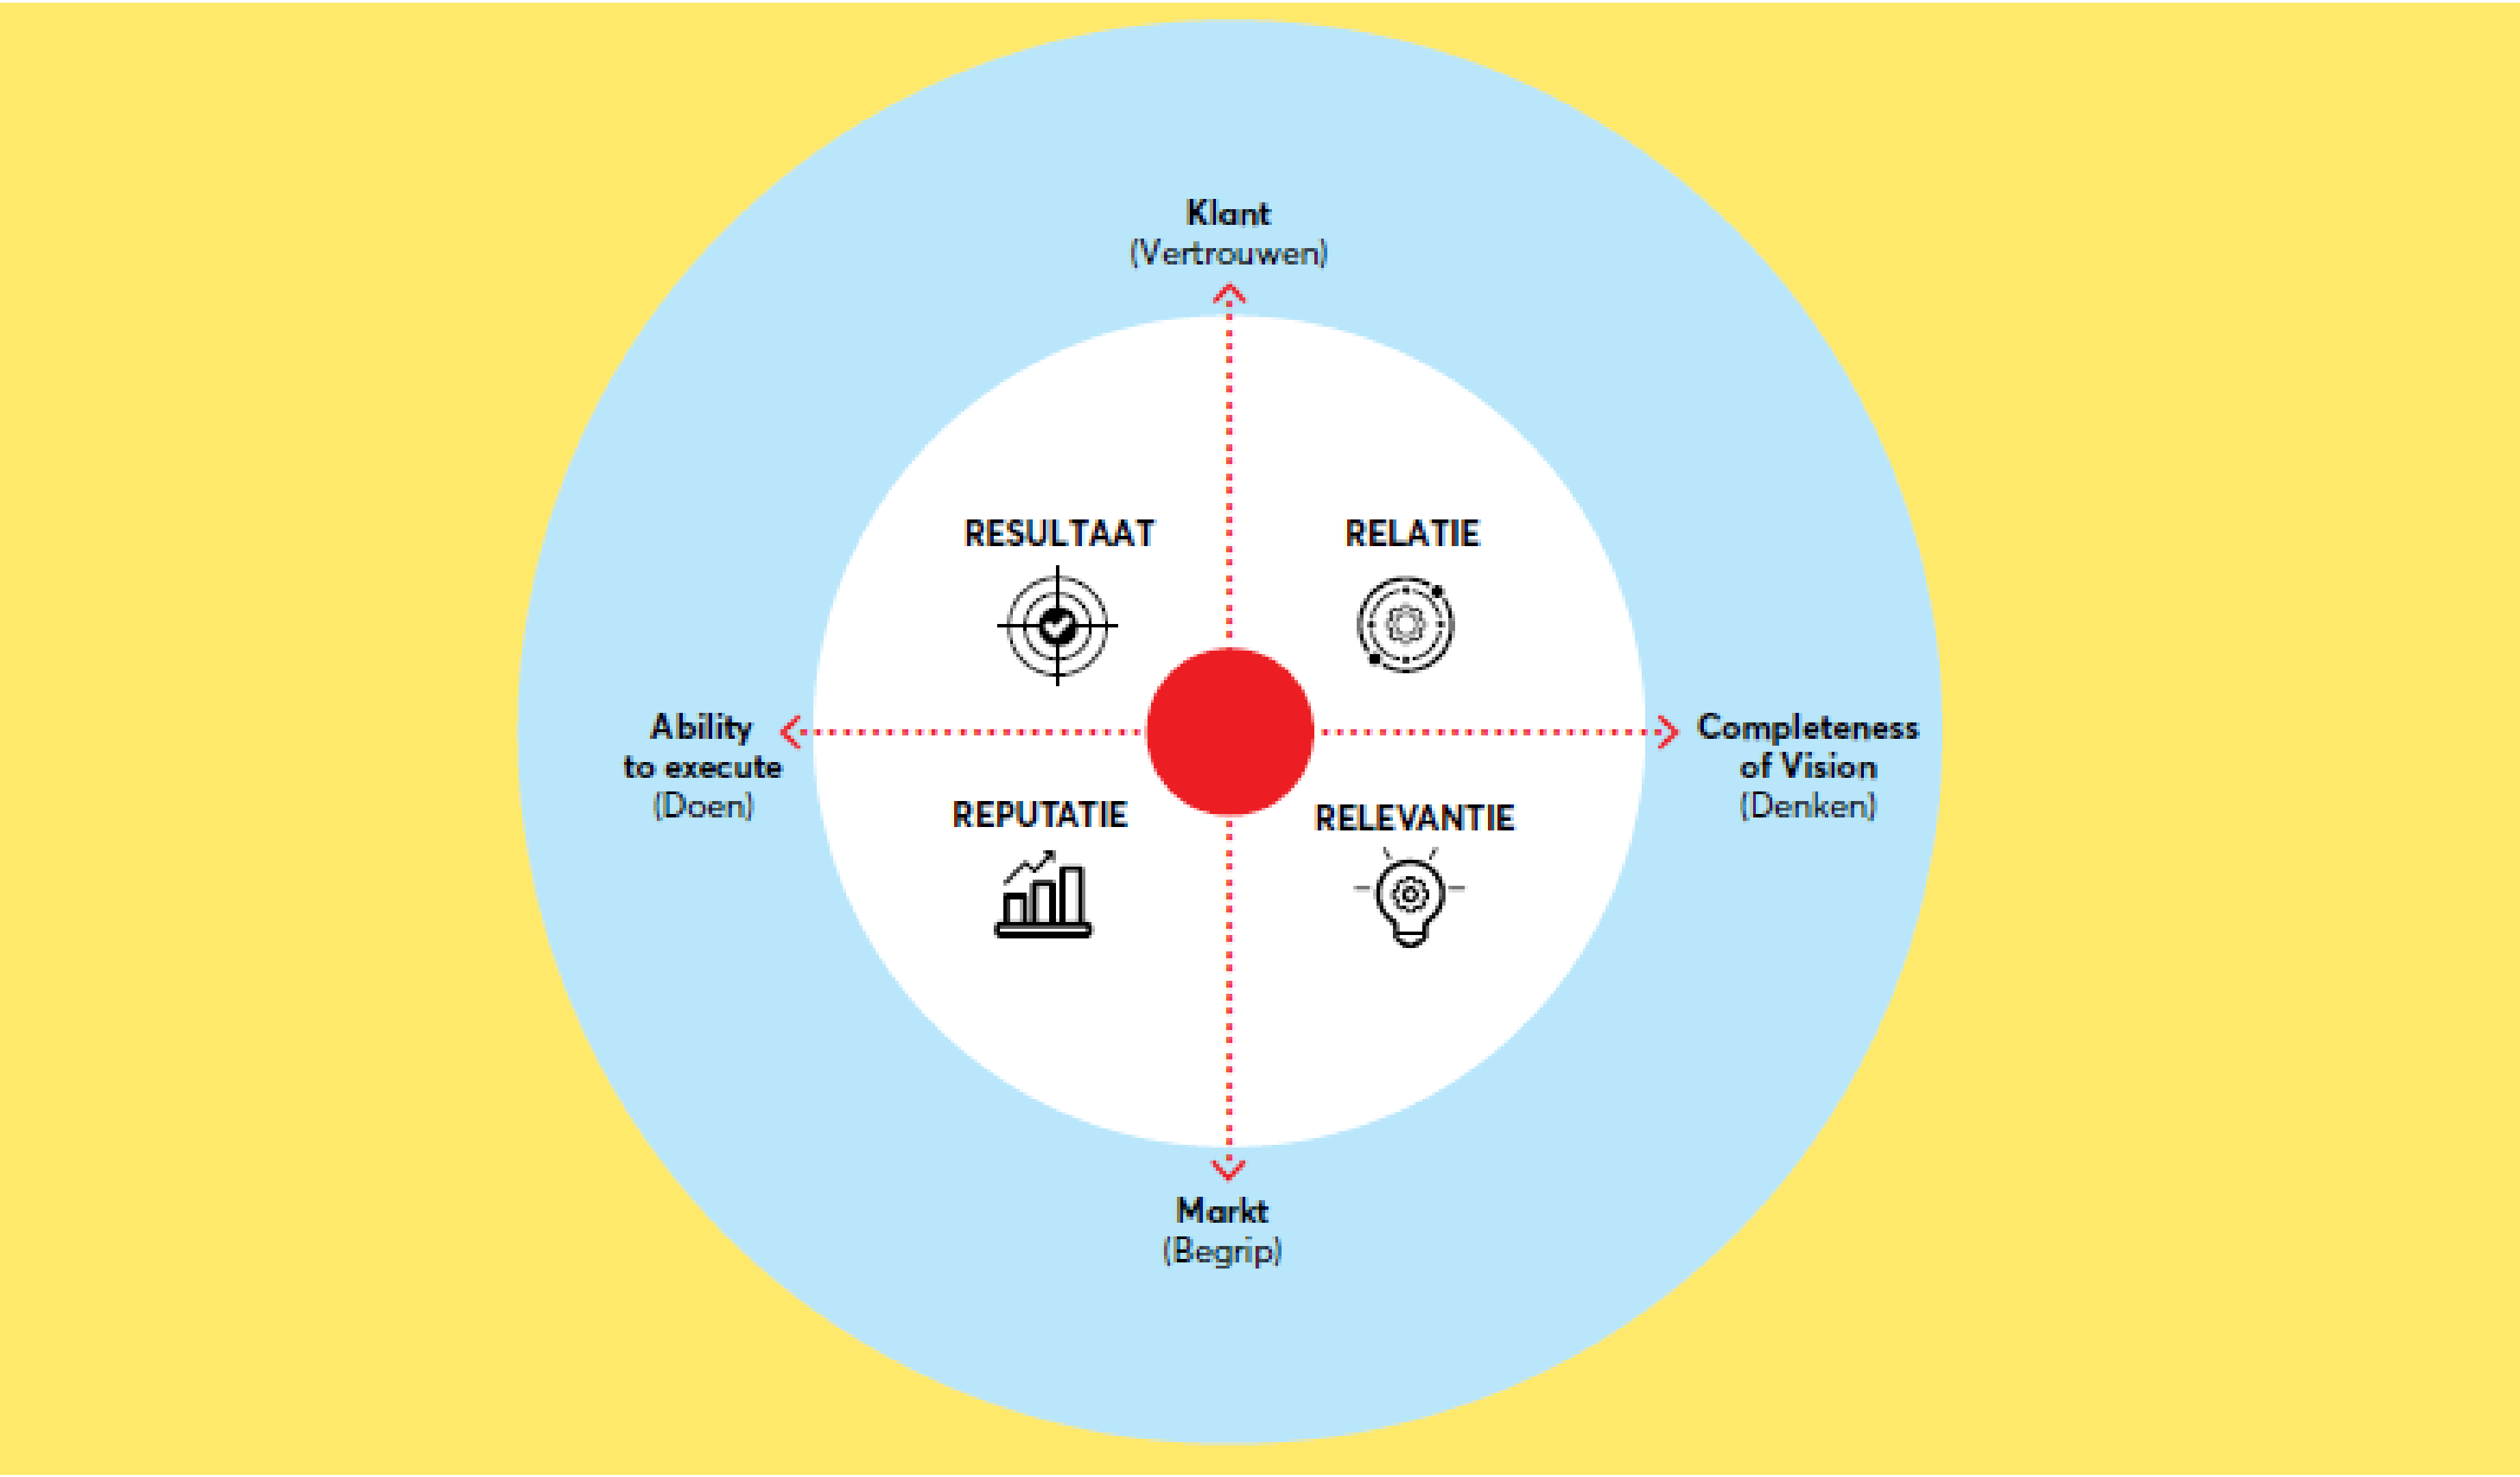 Klant
(Vertrouwen)
RESULTAAT
RELATIE
Ability
to execute
(Doen)
Completeness
of Vision
(Denken)
REPUTATIE
RELEVANTIE
Markt
(Begrip)